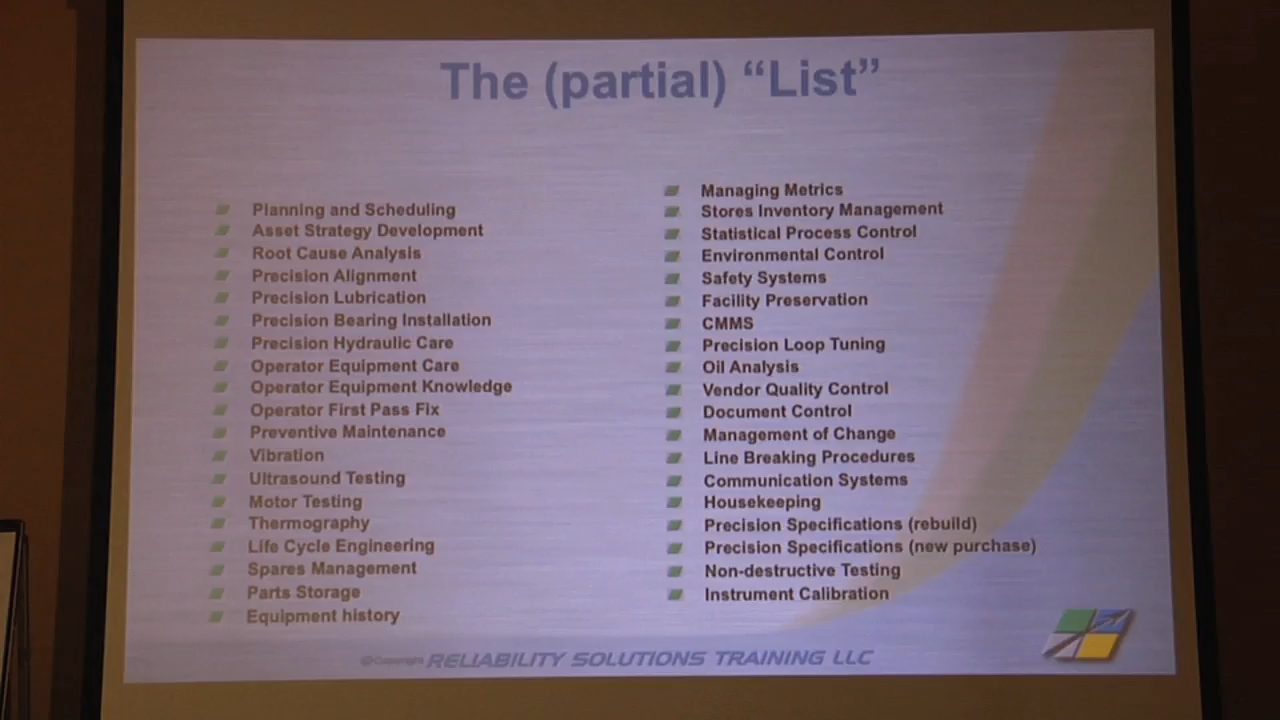 The (partial) “List”
Planning and Scheduling
Asset Strategy Development
Root Cause Analysis
Precision Alignment
Precision Lubrication
Precision Bearing Installation
Precision Hydraulic Care
Operator Equipment Care
Operator Equipment Knowledge
Operator First Pass Fix
Preventive Maintenance
Vibration
Ultrasound Testing
Motor Testing
Thermography
Life Cycle Engineering
Spares Management
Parts Storage
Equipment history
Managing Metrics
Stores Inventory Management
Statistical Process Control
Environmental Control
Safety Systems
Facility Preservation
CMMS
Precision Loop Tuning
Oil Analysis
Vendor Quality Control
Document Control
Management of Change
Line Breaking Procedures
Communication Systems
Housekeeping
Precision Specifications (rebuild)
Precision Specifications (new purchase)
Non-destructive Testing
Instrument Calibration
©Copyright RELIABILITY SOLUTIONS TRAINING LLC